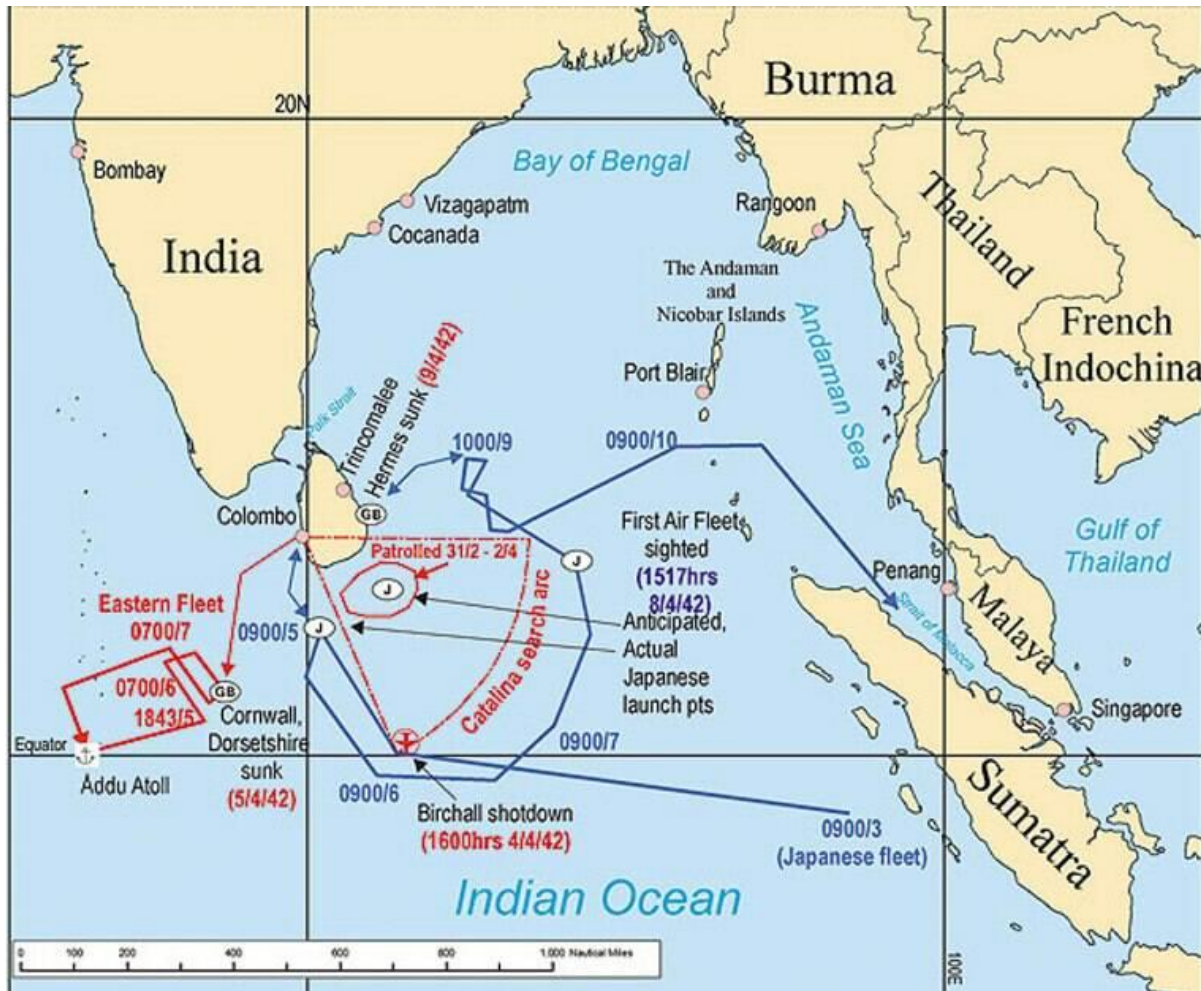 Burma
20N
Bay of Bengal
Bombay
Thailand
Vizagapatm
Rangoon
Cocanada
India
The Andaman
and
Nicobar Islands
French
Indochina
Andaman Sea
Port Blair
Palk Strait
Trincomalee
Hermes sunk (9/4/42)
1000/9
0900/10
GB
Colombo
First Air Fleet
sighted
(1517hrs
8/4/42)
Gulf of
Thailand
Patrolled 31/2 - 2/4
J
J
Penang
Eastern Fleet
0700/7
Strait of Malacca
Malaya
Catallina search arc
Anticipated,
Actual
Japanese
launch pts
0900/5
J
0700/6
GB
1843/5
Cornwall,
Dorsetshire
sunk
(5/4/42)
Singapore
Equator
0900/7
Addu Atoll
0900/6
Birchall shotdown
(1600hrs 4/4/42)
Sumatra
0900/3
(Japanese fleet)
Indian Ocean
0 100 200 400 600 800 1,000 Nautical Miles
100E